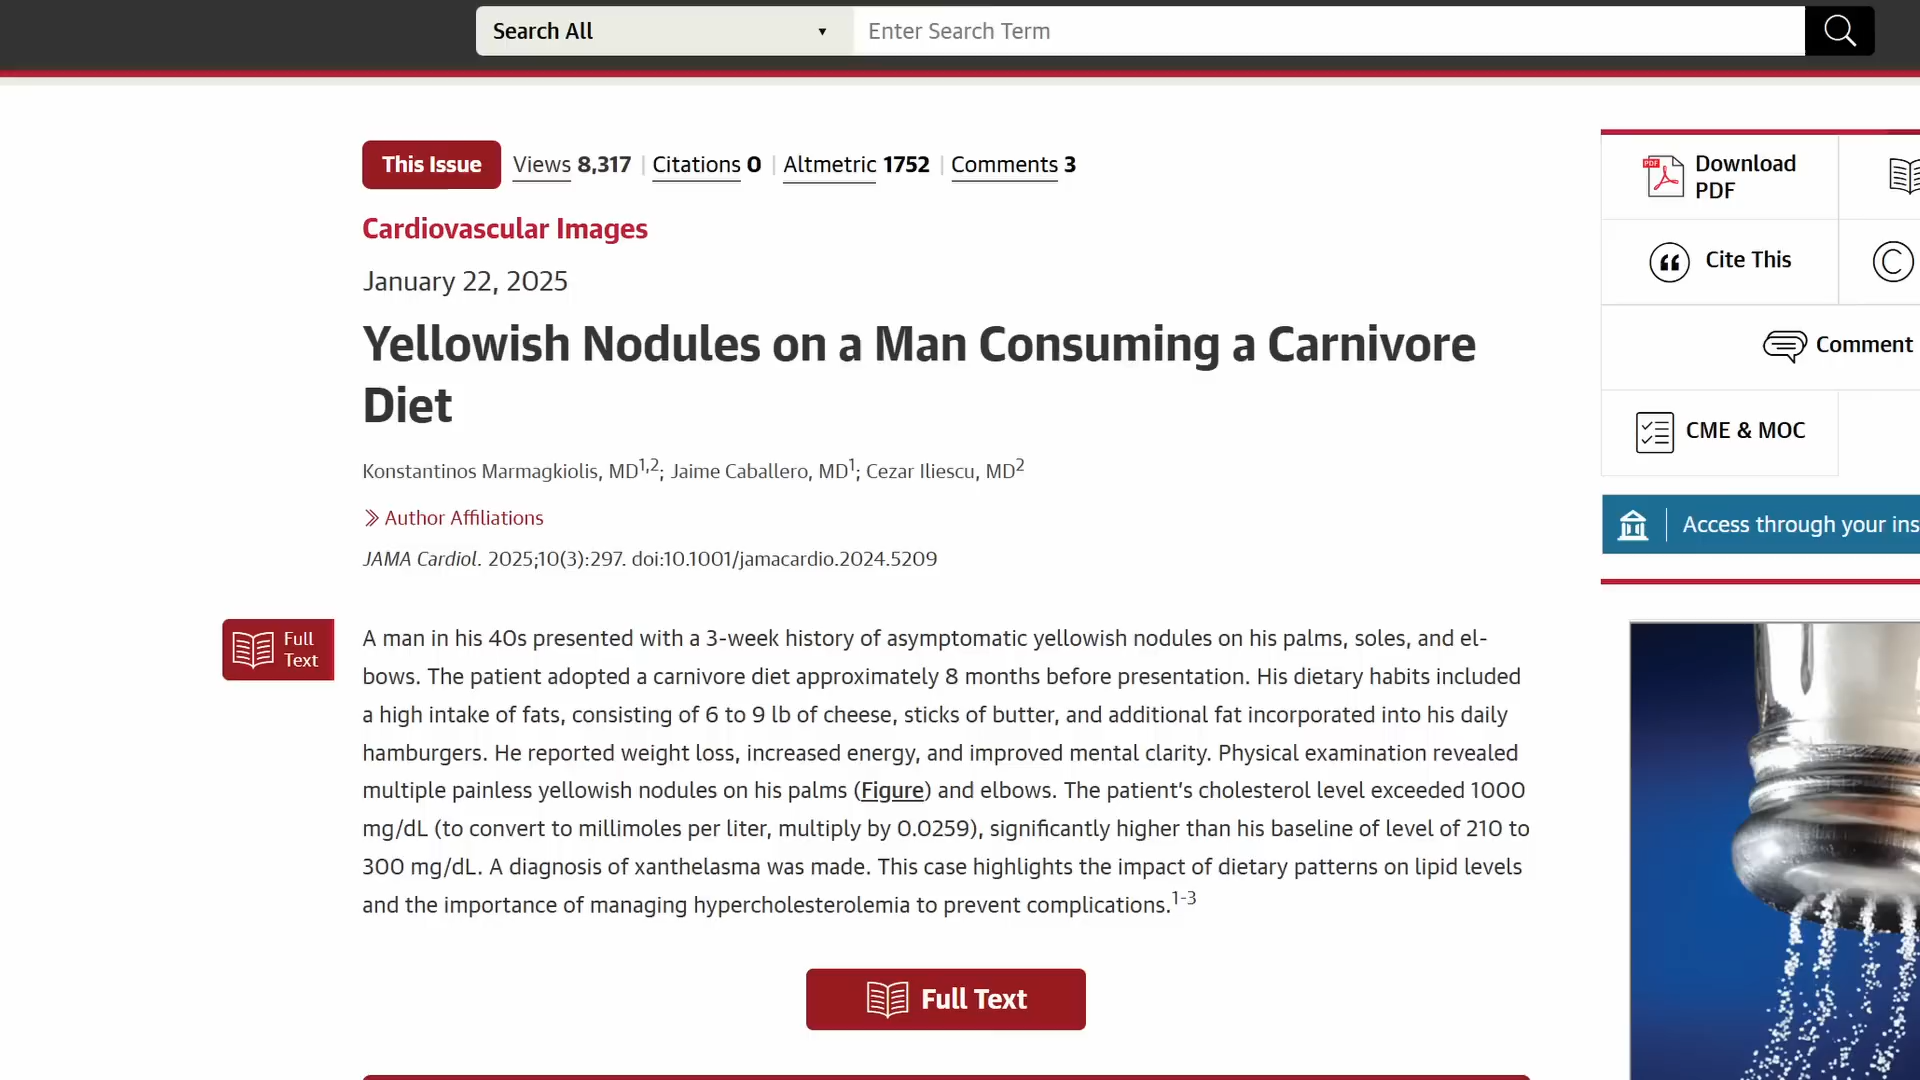 Search All
Enter Search Term
This Issue Views 8,317 | Citations 0 | Altmetric 1752 | Comments 3
Cardiovascular Images
January 22, 2025
Yellowish Nodules on a Man Consuming a Carnivore
Diet
Konstantinos Marmagkiolis, MD1,2; Jaime Caballero, MD1; Cezar Iliescu, MD2
Author Affiliations
JAMA Cardiol. 2025;10(3):297. doi:10.1001/jamacardio.2024.5209
Full
Text
A man in his 40s presented with a 3-week history of asymptomatic yellowish nodules on his palms, soles, and el-
bows. The patient adopted a carnivore diet approximately 8 months before presentation. His dietary habits included
a high intake of fats, consisting of 6 to 9 lb of cheese, sticks of butter, and additional fat incorporated into his daily
hamburgers. He reported weight loss, increased energy, and improved mental clarity. Physical examination revealed
multiple painless yellowish nodules on his palms (Figure) and elbows. The patient's cholesterol level exceeded 1000
mg/dL (to convert to millimoles per liter, multiply by 0.0259), significantly higher than his baseline of level of 210 to
300 mg/dL. A diagnosis of xanthelasma was made. This case highlights the impact of dietary patterns on lipid levels
and the importance of managing hypercholesterolemia to prevent complications.1-3
Full Text
PDF
Download
PDF
Cite This
©
Comment
CME & MOC
Access through your ins